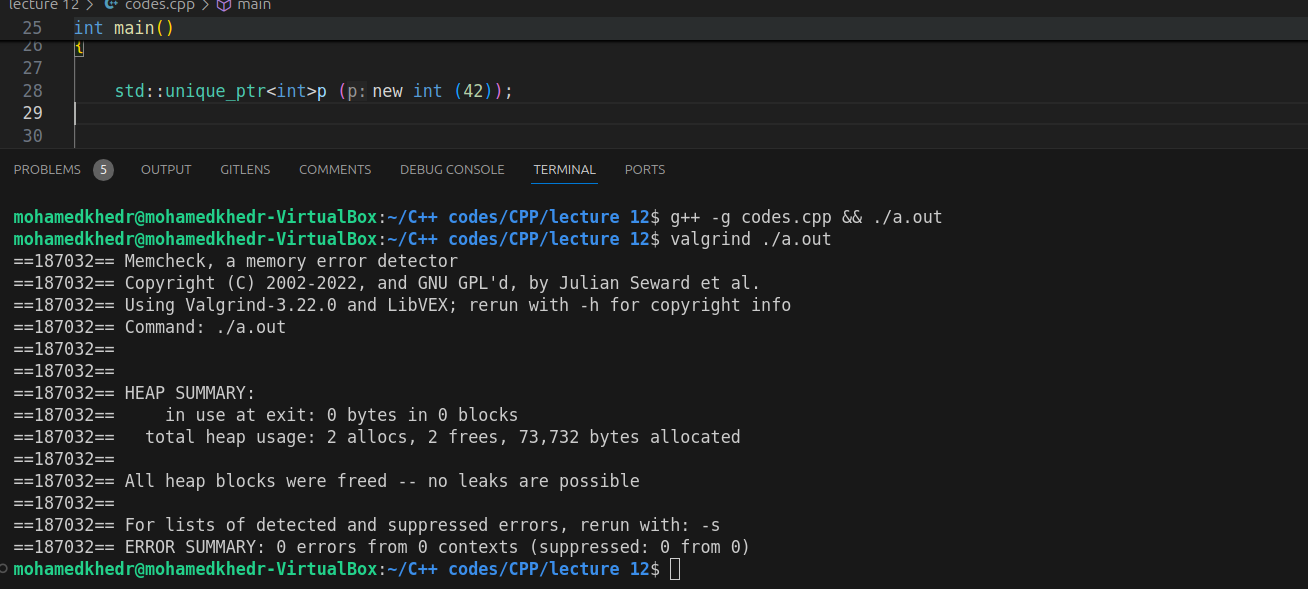 lecture 12 > codes.cpp > main
25 int main()
26 {
27
28 std::unique_ptr<int>p (p: new int (42));
29
30
PROBLEMS 5 OUTPUT GITLENS COMMENTS DEBUG CONSOLE TERMINAL PORTS
mohamedkhedr@mohamedkhedr-VirtualBox:~/C++ codes/CPP/lecture 12$ g++ -g codes.cpp && ./a.out
mohamedkhedr@mohamedkhedr-VirtualBox:~/C++ codes/CPP/lecture 12$ valgrind ./a.out
==187032== Memcheck, a memory error detector
==187032== Copyright (C) 2002-2022, and GNU GPL'd, by Julian Seward et al.
==187032== Using Valgrind-3.22.0 and LibVEX; rerun with -h for copyright info
==187032== Command: ./a.out
==187032==
==187032==
==187032== HEAP SUMMARY:
==187032==     in use at exit: 0 bytes in 0 blocks
==187032==   total heap usage: 2 allocs, 2 frees, 73,732 bytes allocated
==187032==
==187032== All heap blocks were freed -- no leaks are possible
==187032==
==187032== For lists of detected and suppressed errors, rerun with: -s
==187032== ERROR SUMMARY: 0 errors from 0 contexts (suppressed: 0 from 0)
mohamedkhedr@mohamedkhedr-VirtualBox:~/C++ codes/CPP/lecture 12$